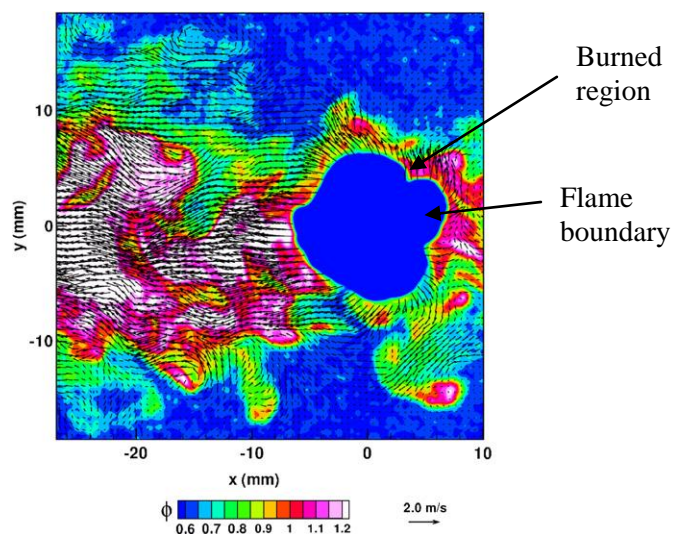 Burned
region
Flame
boundary
10
0
-10
y (mm)
-20 -10 0 10
x (mm)
ϕ 0.6 0.7 0.8 0.9 1 1.1 1.2
2.0 m/s